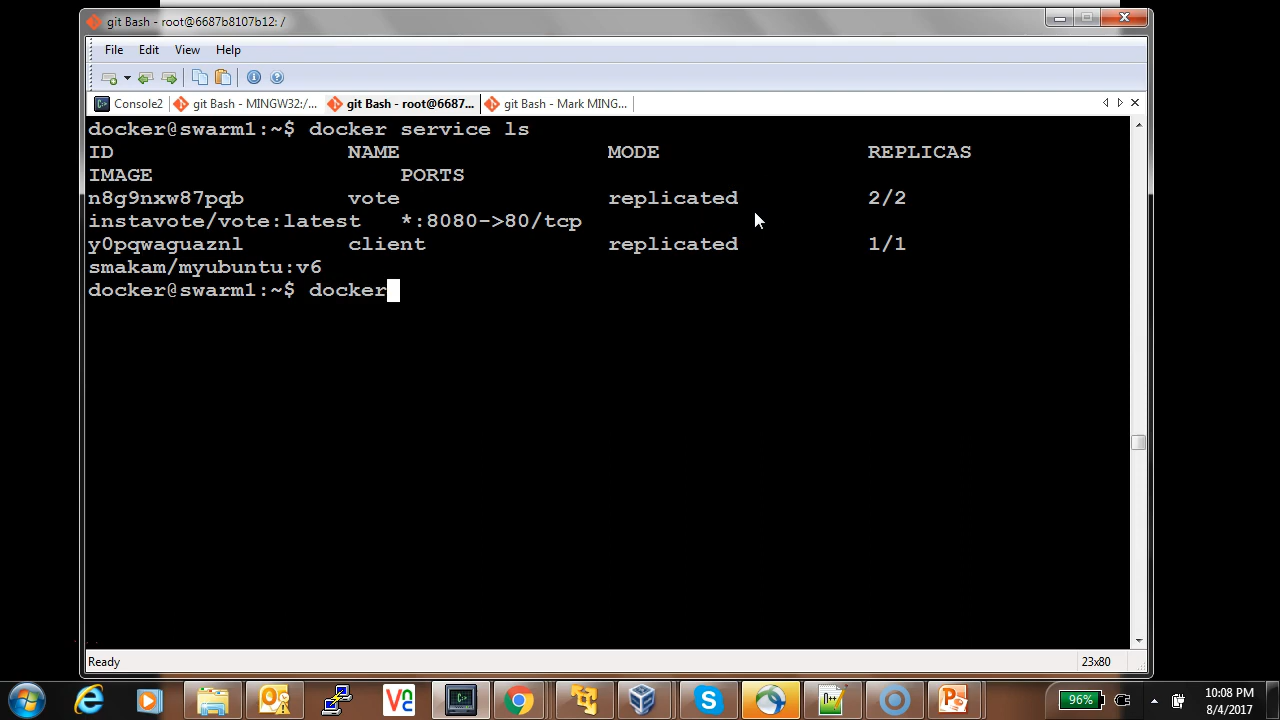 git Bash - root@6687b8107b12: /
File Edit View Help
Console2 git Bash - MINGW32:/... git Bash - root@6687... git Bash - Mark MING...
docker@swarm1:~$ docker service ls
ID NAME MODE REPLICAS
IMAGE PORTS
n8g9nxw87pqb vote replicated 2/2
instavote/vote:latest *:8080->80/tcp
y0pqwaguaznl client replicated 1/1
smakam/myubuntu:v6
docker@swarm1:~$ docker
Ready 23x80
96% 10:08 PM
8/4/2017